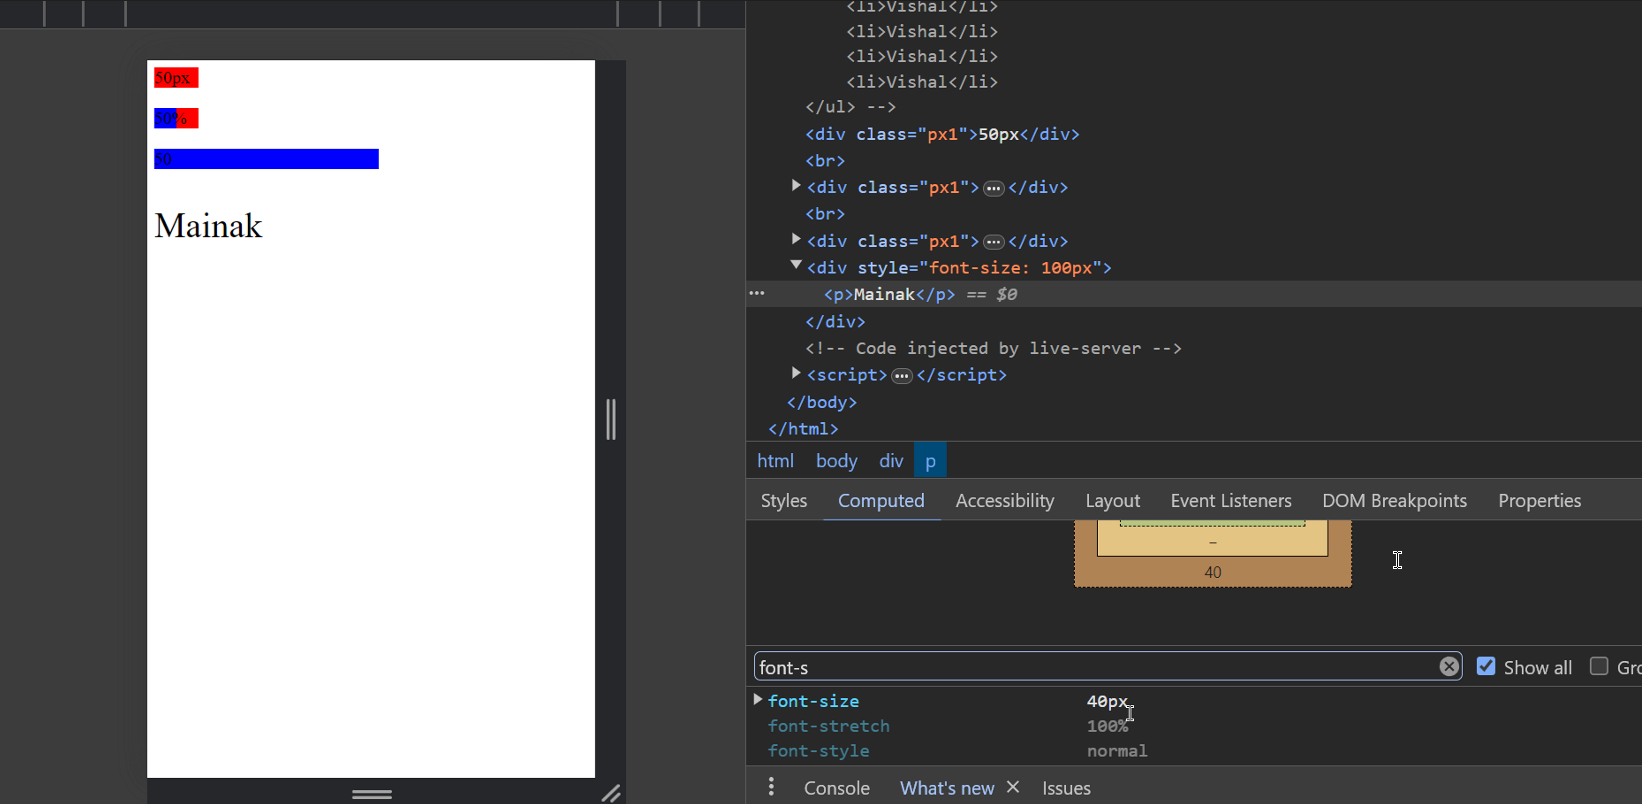 50px
50%
50
Mainak
<li>Vishal</li>
<li>Vishal</li>
<li>Vishal</li>
<li>Vishal</li>
</ul> -->
<div class="px1">50px</div>
<br>
<div class="px1">…</div>
<br>
<div class="px1">…</div>
<div style="font-size: 100px">
… <p>Mainak</p> == $0
</div>
<!-- Code injected by live-server -->
<script>…</script>
</body>
</html>
html body div p
Styles Computed Accessibility Layout Event Listeners DOM Breakpoints Properties
–
40
font-s Show all Gro
font-size 40px
font-stretch 100%
font-style normal
Console What's new × Issues